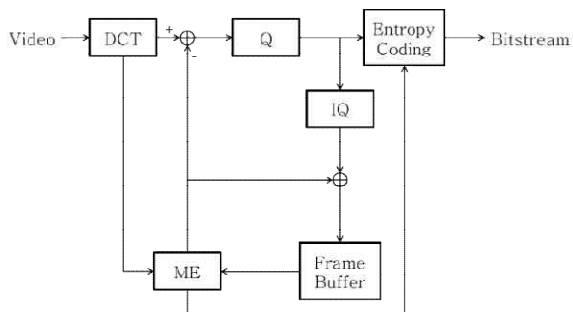 Video
DCT
+
-
Q
Entropy
Coding
Bitstream
IQ
ME
Frame
Buffer